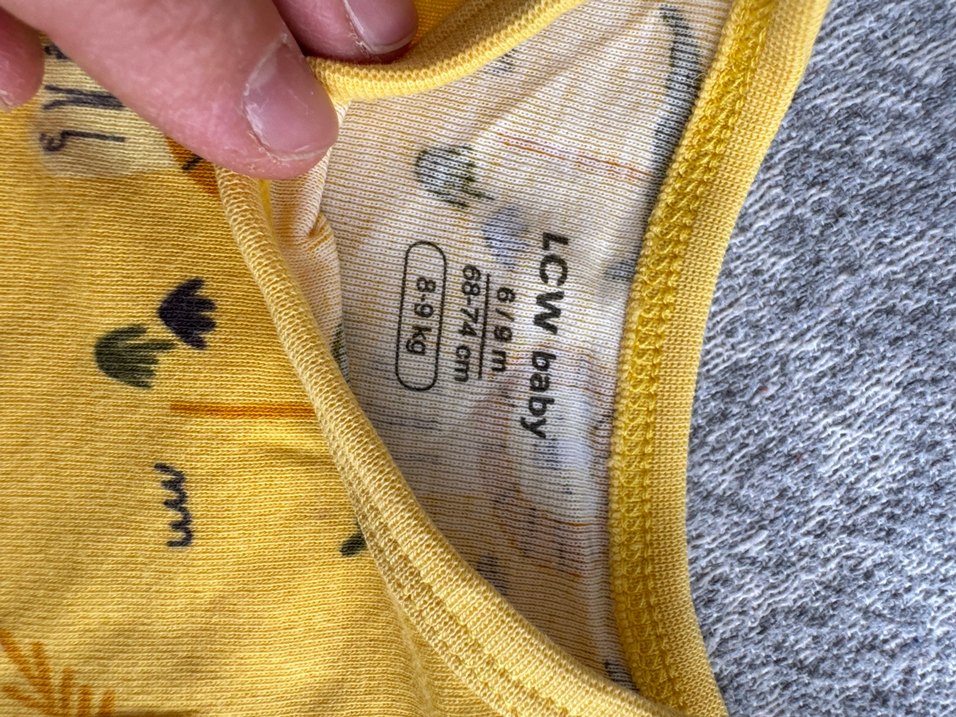 LCW baby
6 / 9 m
68-74 cm
8-9 kg